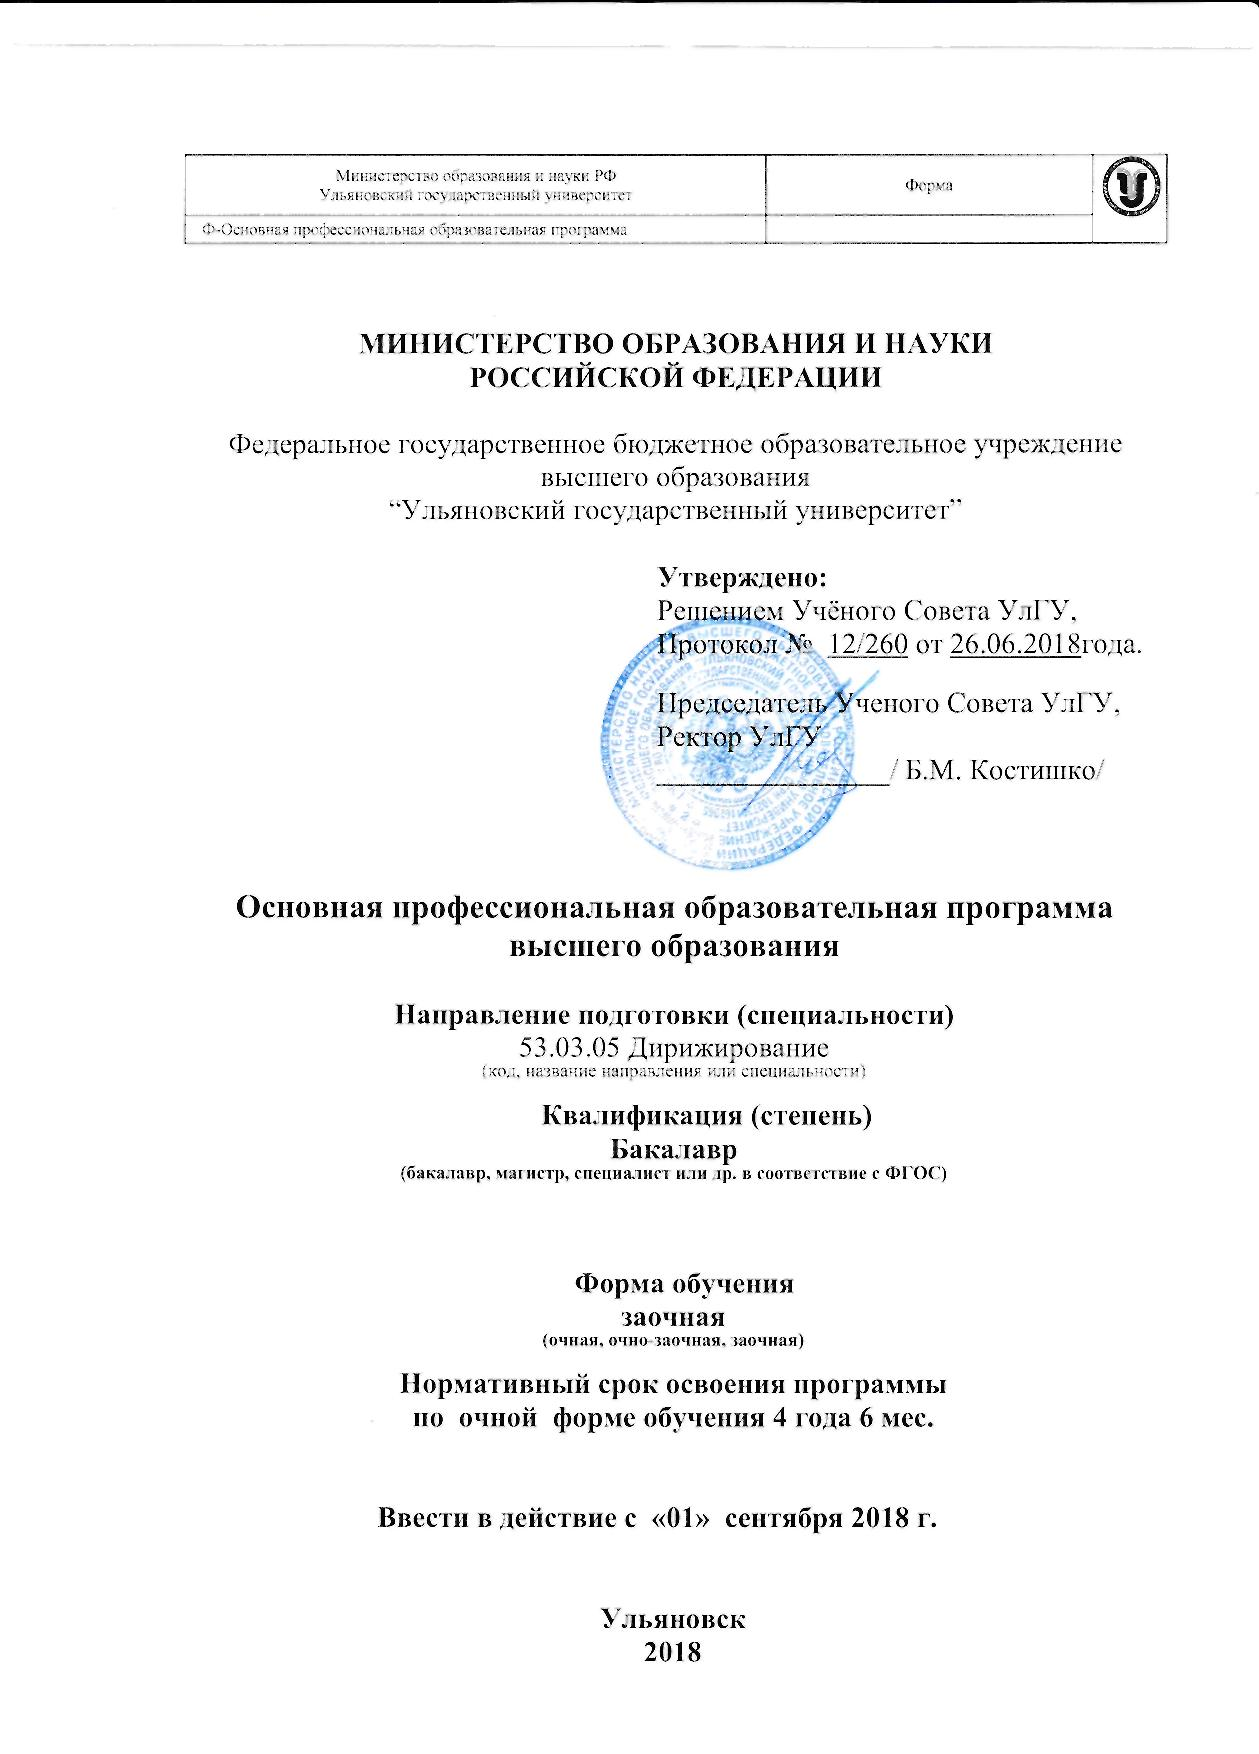 Министерство образования и науки РФ
Ульяновский государственный университет
Форма
Ф-Основная профессиональная образовательная программа
МИНИСТЕРСТВО ОБРАЗОВАНИЯ И НАУКИ
РОССИЙСКОЙ ФЕДЕРАЦИИ
Федеральное государственное бюджетное образовательное учреждение
высшего образования
“Ульяновский государственный университет”
Утверждено:
Решением Учёного Совета УлГУ,
Протокол № 12/260 от 26.06.2018года.
Председатель Ученого Совета УлГУ,
Ректор УлГУ
/ Б.М. Костишко/
Основная профессиональная образовательная программа
высшего образования
Направление подготовки (специальности)
53.03.05 Дирижирование
(код, название направления или специальности)
Квалификация (степень)
Бакалавр
(бакалавр, магистр, специалист или др. в соответствие с ФГОС)
Форма обучения
заочная
(очная, очно-заочная, заочная)
Нормативный срок освоения программы
по очной форме обучения 4 года 6 мес.
Ввести в действие с «01» сентября 2018 г.
Ульяновск
2018